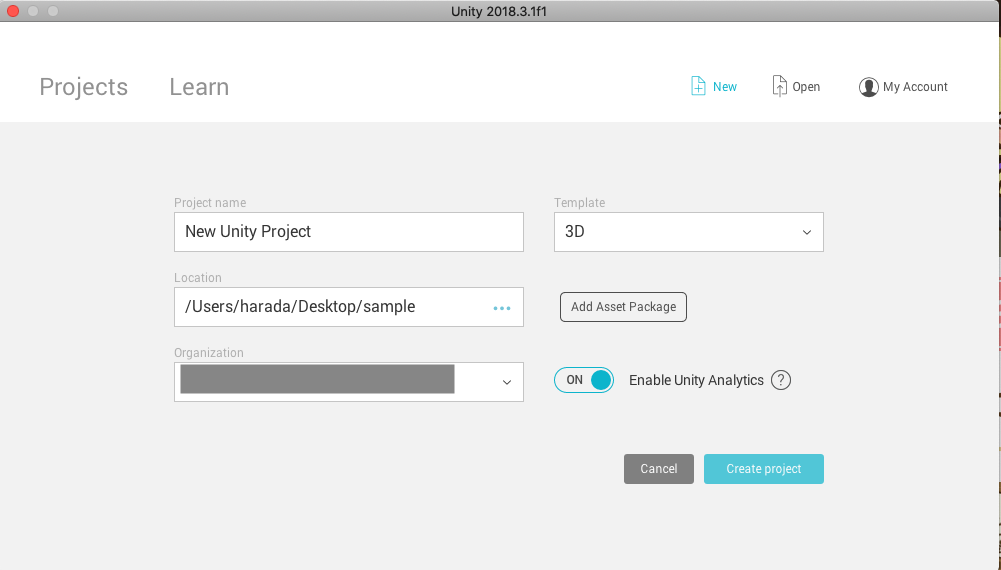 Unity 2018.3.1f1
Projects Learn New Open My Account
Project name
New Unity Project
Template
3D
Location
/Users/harada/Desktop/sample ...
Add Asset Package
Organization
ON Enable Unity Analytics ?
Cancel Create project